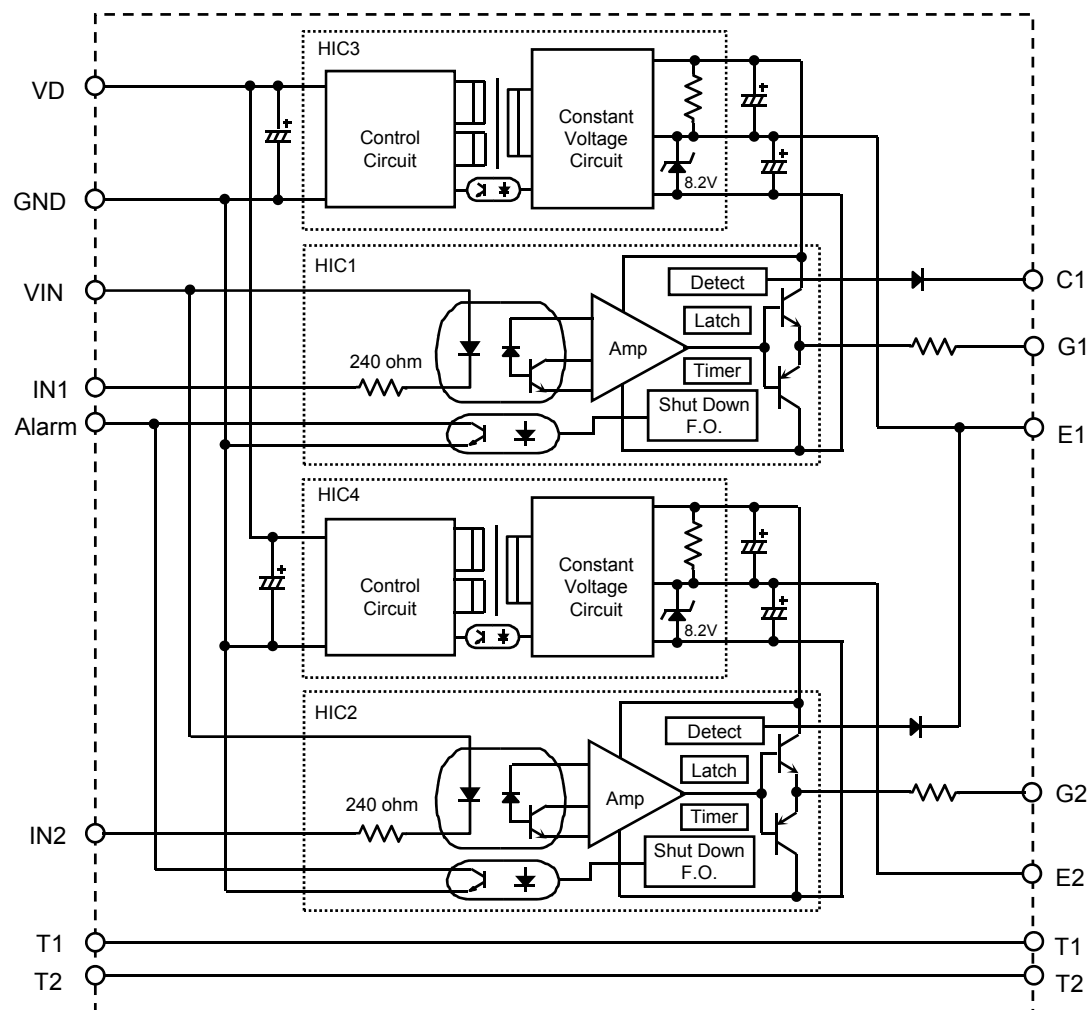 HIC3
VD
Control
Circuit
Constant
Voltage
Circuit
+
+
+
8.2V
GND
HIC1
VIN
Detect
C1
Latch
Amp
G1
240 ohm
Timer
IN1
Shut Down
F.O.
Alarm
E1
HIC4
Control
Circuit
Constant
Voltage
Circuit
+
+
+
8.2V
HIC2
Detect
Latch
Amp
G2
240 ohm
Timer
IN2
Shut Down
F.O.
E2
T1
T1
T2
T2